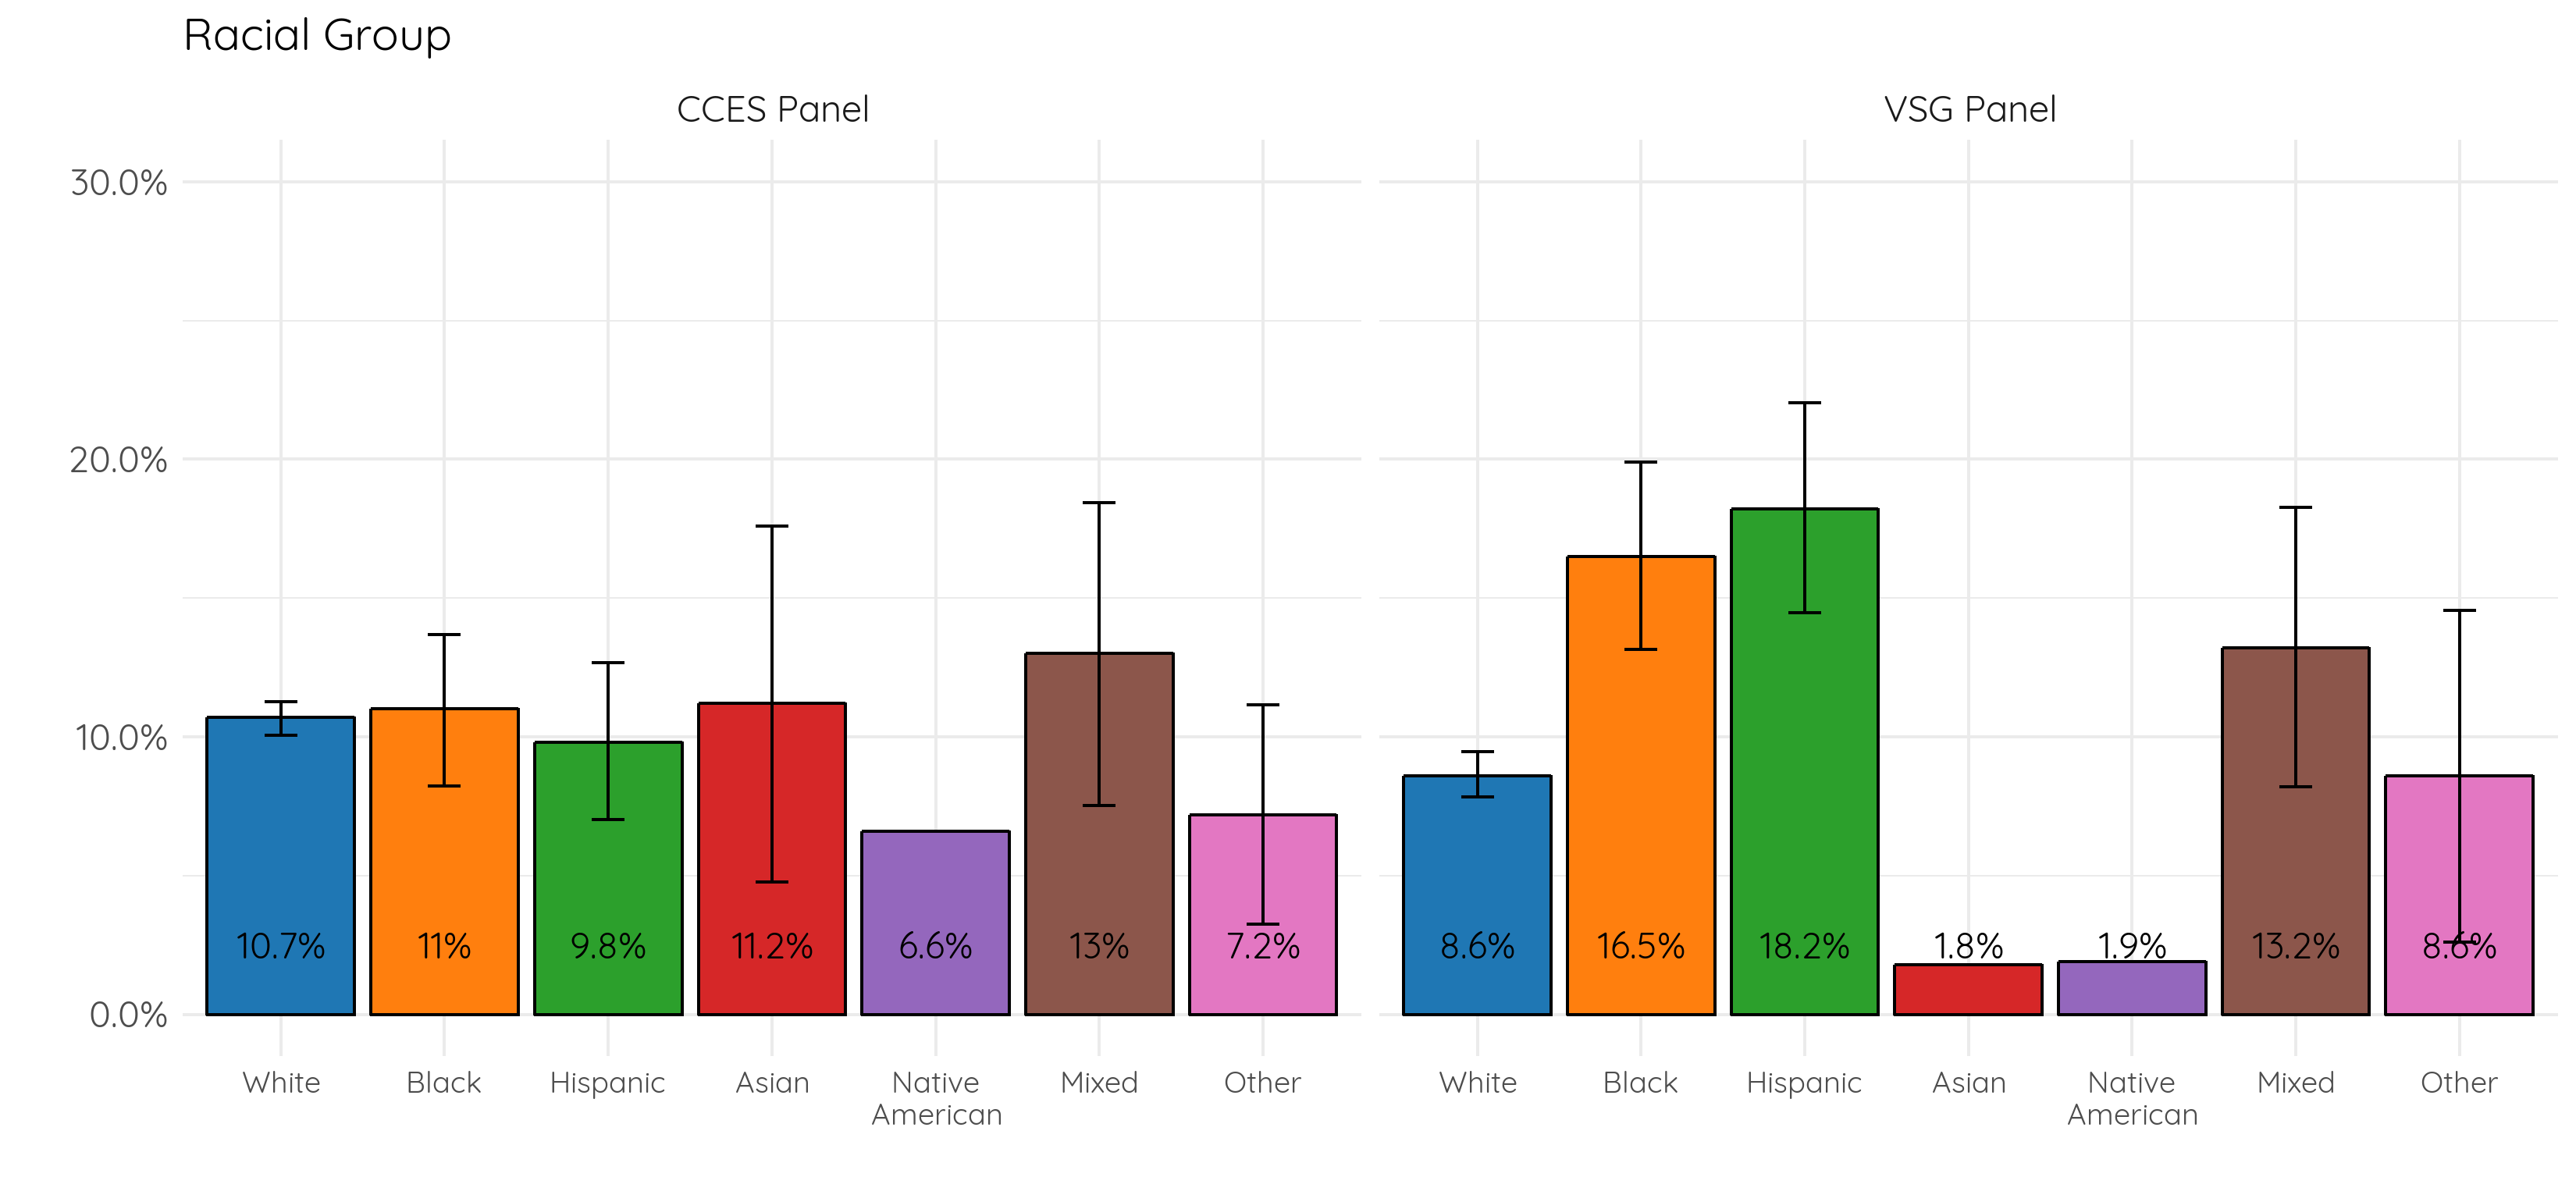 Racial Group
CCES Panel
VSG Panel
30.0%
20.0%
10.0%
0.0%
10.7%
11%
9.8%
11.2%
6.6%
13%
7.2%
8.6%
16.5%
18.2%
1.8%
1.9%
13.2%
8.6%
White
Black
Hispanic
Asian
Native
American
Mixed
Other
White
Black
Hispanic
Asian
Native
American
Mixed
Other